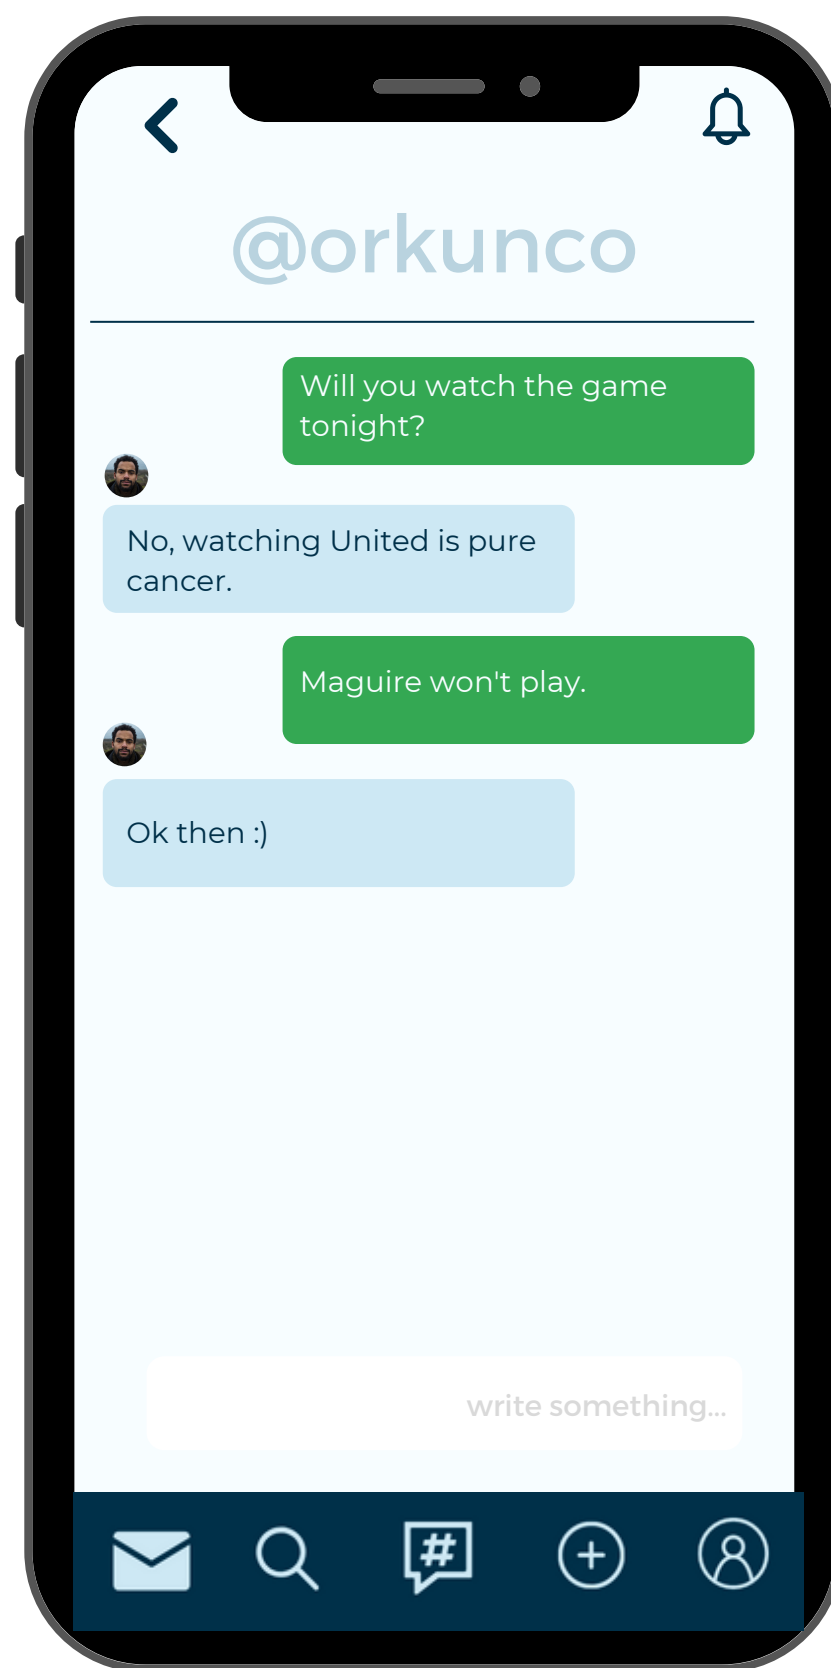 @orkunco
Will you watch the game
tonight?
No, watching United is pure
cancer.
Maguire won't play.
Ok then :)
write something...
#